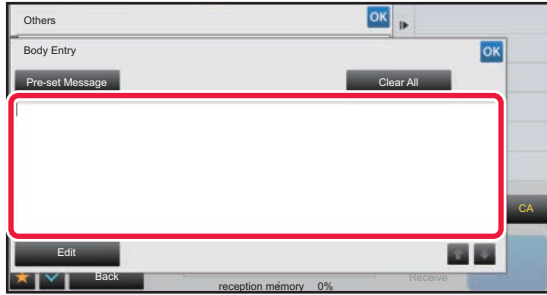 Others OK
Body Entry OK
Pre-set Message Clear All
CA
Edit
Back Receive
reception memory 0%